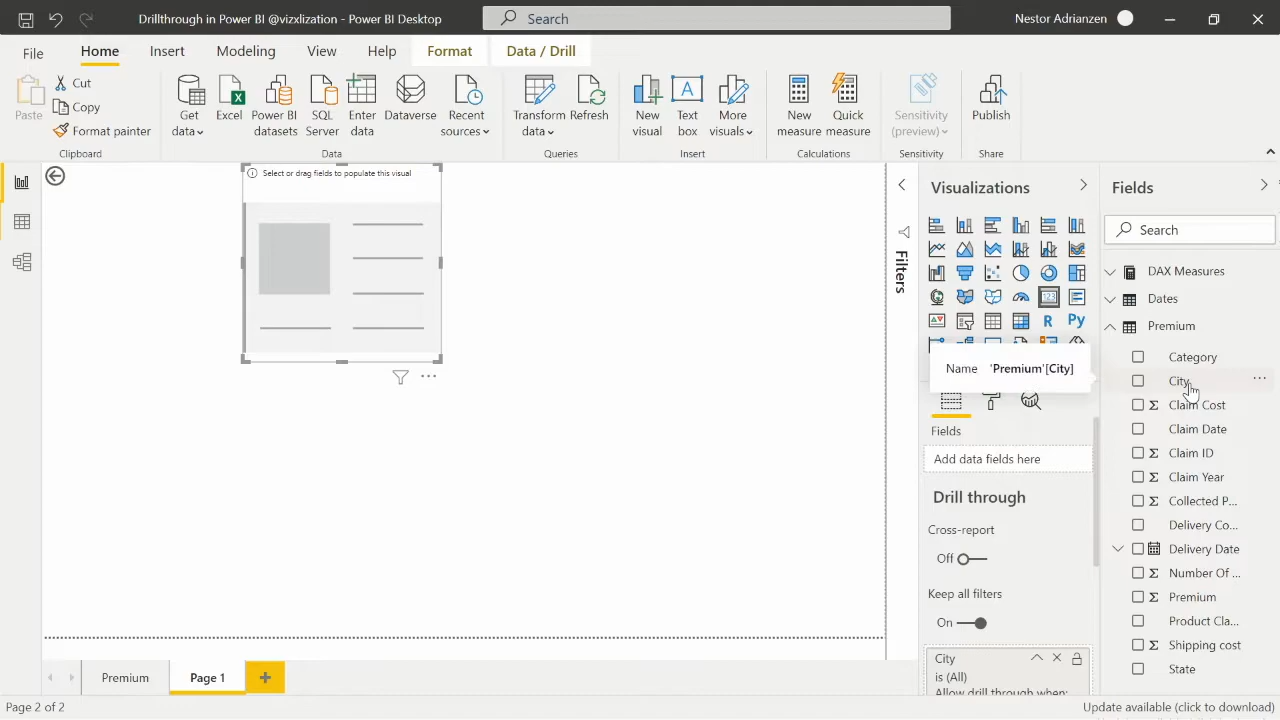 Drillthrough in Power BI @vizxlization - Power BI Desktop
Search
Nestor Adrianzen
File
Home
Insert
Modeling
View
Help
Format
Data / Drill
Paste
Cut
Copy
Format painter
Clipboard
Get data
Excel
Power BI datasets
SQL Server
Enter data
Dataverse
Recent sources
Data
Transform data
Refresh
Queries
New visual
A
Text box
More visuals
Insert
New measure
Quick measure
Calculations
Sensitivity (preview)
Sensitivity
Publish
Share
Select or drag fields to populate this visual
Filters
Visualizations
123
R
Py
Name 'Premium'[City]
Fields
Add data fields here
Drill through
Cross-report
Off
Keep all filters
On
City
is (All)
Allow drill through when:
Fields
Search
DAX Measures
Dates
Premium
Category
City
Σ Claim Cost
Claim Date
Σ Claim ID
Σ Claim Year
Σ Collected P...
Delivery Co...
Delivery Date
Σ Number Of ...
Σ Premium
Product Cla...
Σ Shipping cost
State
Premium
Page 1
Page 2 of 2
Update available (click to download)